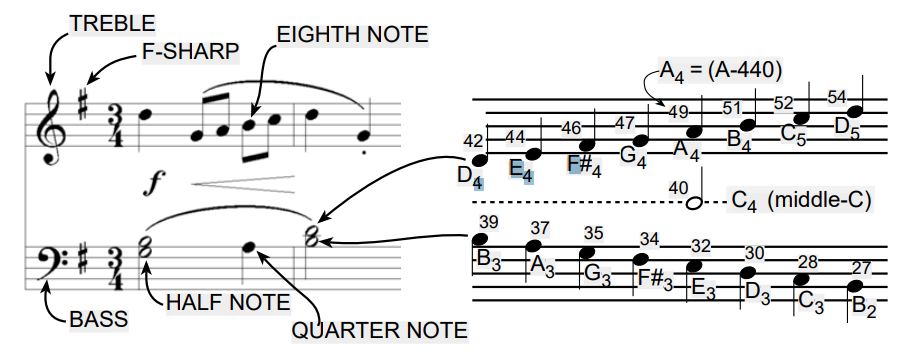 TREBLE
F-SHARP
EIGHTH NOTE
3
4
f
3
4
HALF NOTE
BASS
QUARTER NOTE
A4 = (A-440)
42 44 46 47 49 51 52 54
D4 E4 F#4 G4 A4 B4 C5 D5
40 C4 (middle-C)
39 37 35 34 32 30 28 27
B3 A3 G3 F#3 E3 D3 C3 B2